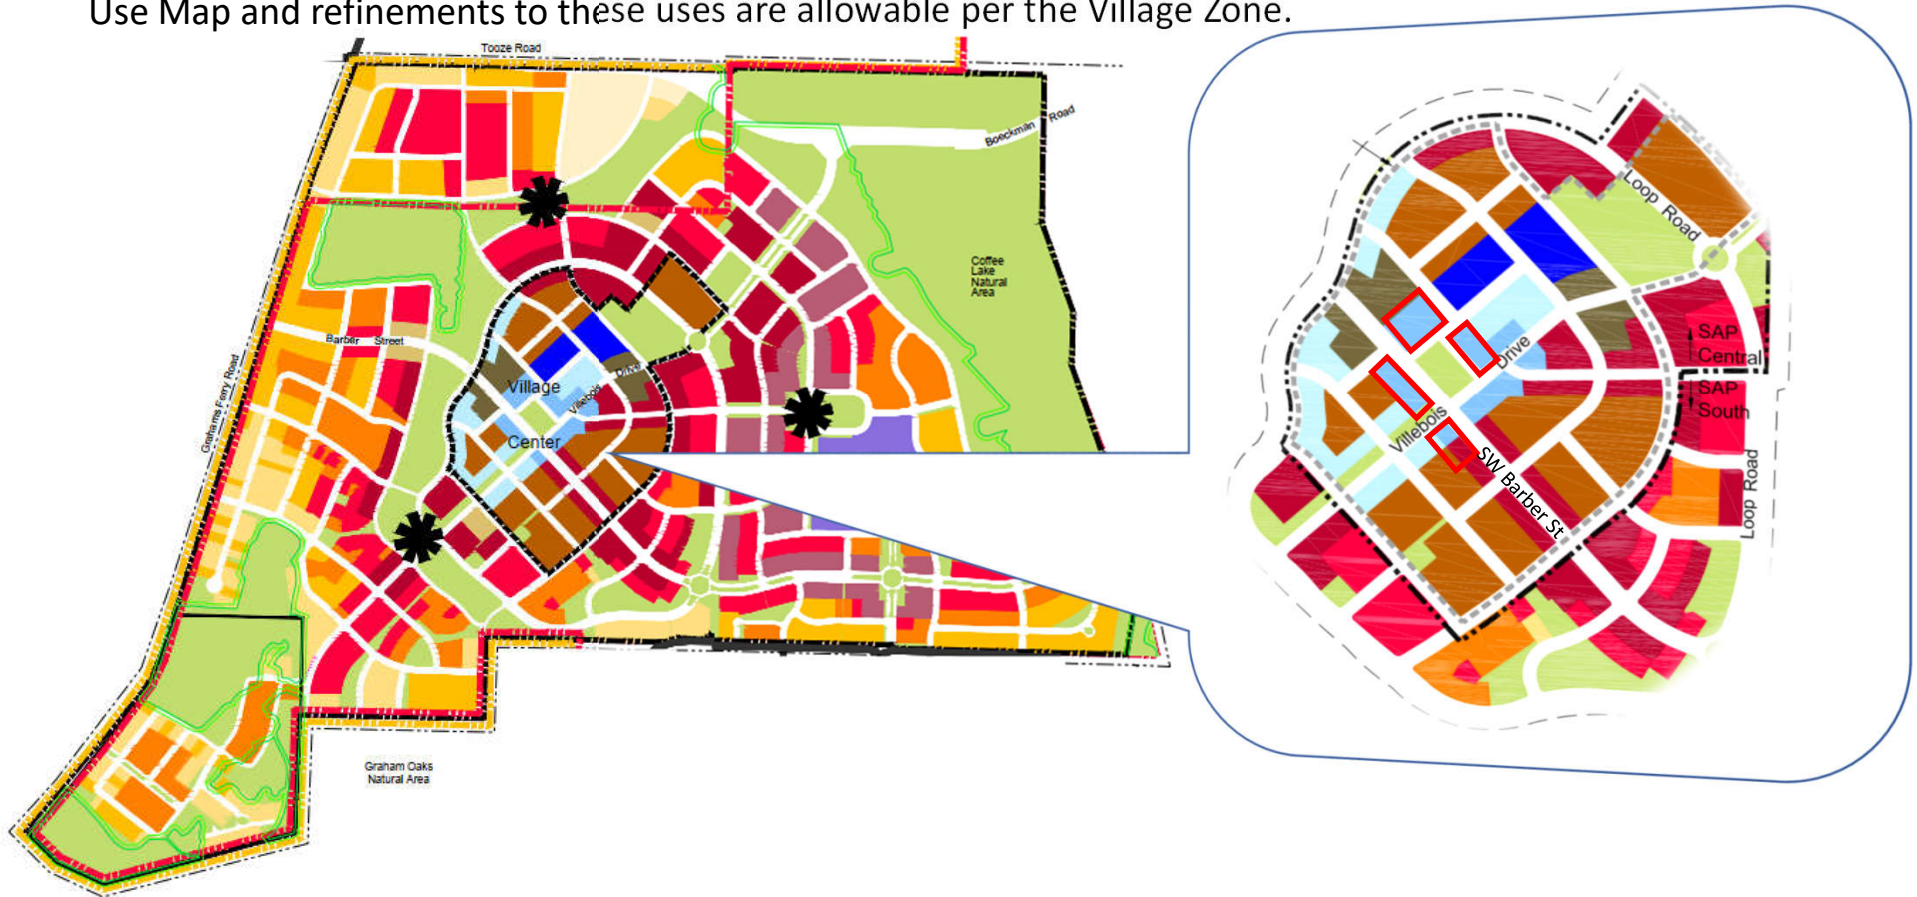 Use Map and refinements to these uses are allowable per the Village Zone.
Tooze Road
Boeckman Road
Coffee
Lake
Natural
Area
Barber Street
Grahams Ferry Road
Village
Center
Villebois Drive
Graham Oaks
Natural Area
Loop Road
SAP
Central
SAP
South
Villebois Drive
SW Barber St
Loop Road